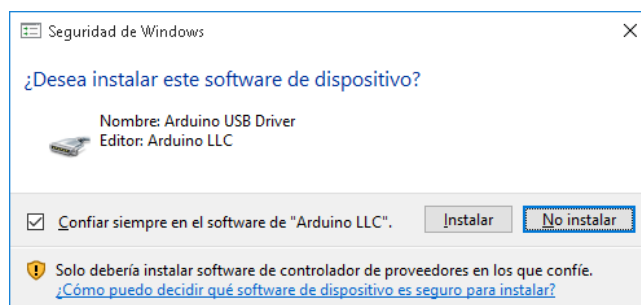 Seguridad de Windows
¿Desea instalar este software de dispositivo?
Nombre: Arduino USB Driver
Editor: Arduino LLC
Confiar siempre en el software de "Arduino LLC".
Instalar
No instalar
Solo debería instalar software de controlador de proveedores en los que confíe.
¿Cómo puedo decidir qué software de dispositivo es seguro para instalar?